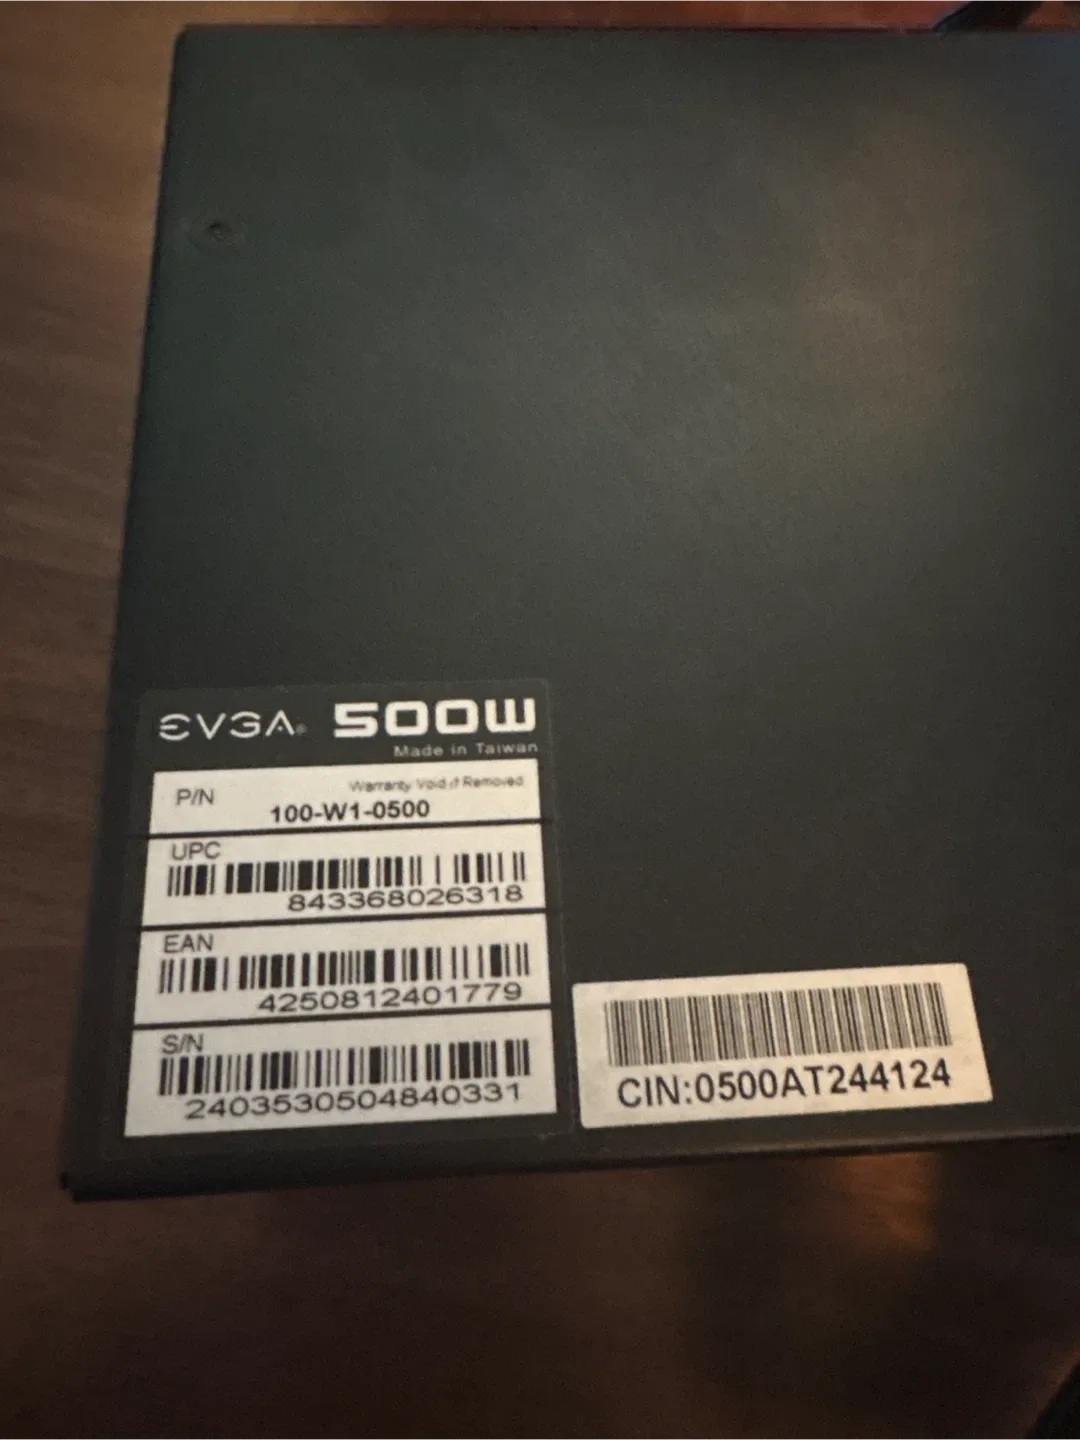 EVGA® 500W
Made in Taiwan
Warranty Void if Removed
P/N
100-W1-0500
UPC
843368026318
EAN
4250812401779
S/N
2403530504840331
CIN:0500AT244124